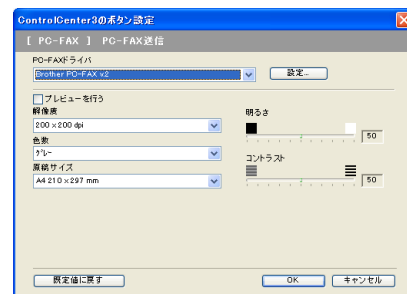 ControlCenter3のボタン設定
[ PC-FAX ] PC-FAX送信
PC-FAXドライバ
Brother PC-FAX v.2
設定...
プレビューを行う
解像度
200 x 200 dpi
色数
グレー
原稿サイズ
A4 210 x 297 mm
明るさ
50
コントラスト
50
既定値に戻す
OK
キャンセル